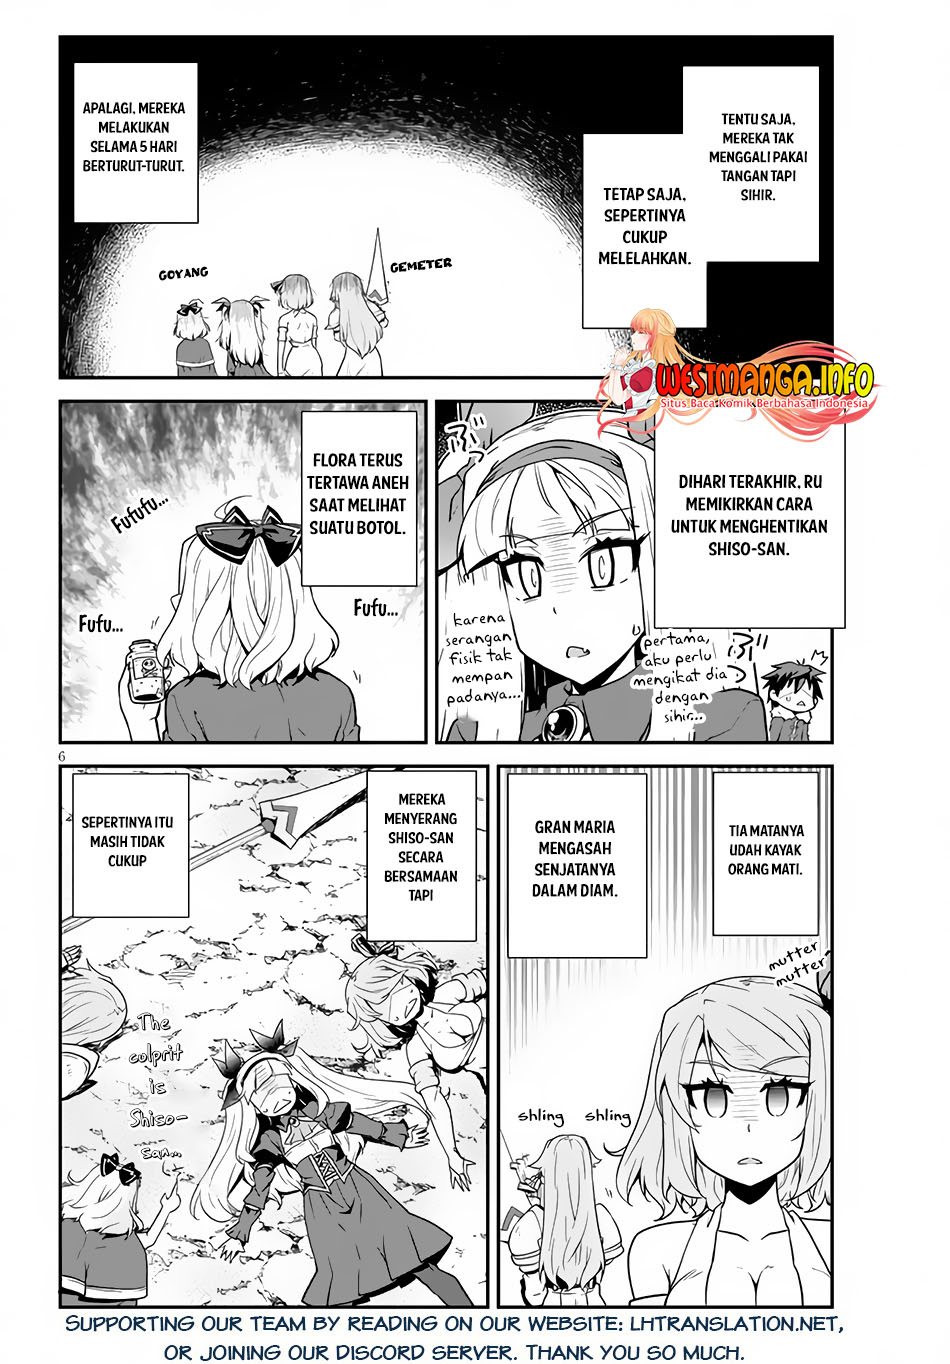 TENTU SAJA,
MEREKA TAK
MENGGALI PAKAI
TANGAN TAPI
SIHIR.
TETAP SAJA,
SEPERTINYA
CUKUP
MELELAHKAN.
APALAGI, MEREKA
MELAKUKAN
SELAMA 5 HARI
BERTURUT-TURUT.
GEMETER
GOYANG
WESTMANGA.INFO
Situs Baca Komik Berbahasa Indonesia
DIHARI TERAKHIR, RU
MEMIKIRKAN CARA
UNTUK MENGHENTIKAN
SHISO-SAN.
pertama,
aku perlu
mengikat dia
dengan
sihir...
karena
serangan
fisik tak
mempan
padanya...
FLORA TERUS
TERTAWA ANEH
SAAT MELIHAT
SUATU BOTOL.
Fufufu...
Fufu...
Fufu...
6
TIA MATANYA
UDAH KAYAK
ORANG MATI.
mutter
mutter
GRAN MARIA
MENGASAH
SENJATANYA
DALAM DIAM.
shling
shling
MEREKA
MENYERANG
SHISO-SAN
SECARA
BERSAMAAN
TAPI
SEPERTINYA ITU
MASIH TIDAK
CUKUP
The
culprit
is
Shiso-
san...
SUPPORTING OUR TEAM BY READING ON OUR WEBSITE: LHTRANSLATION.NET,
OR JOINING OUR DISCORD SERVER. THANK YOU SO MUCH.